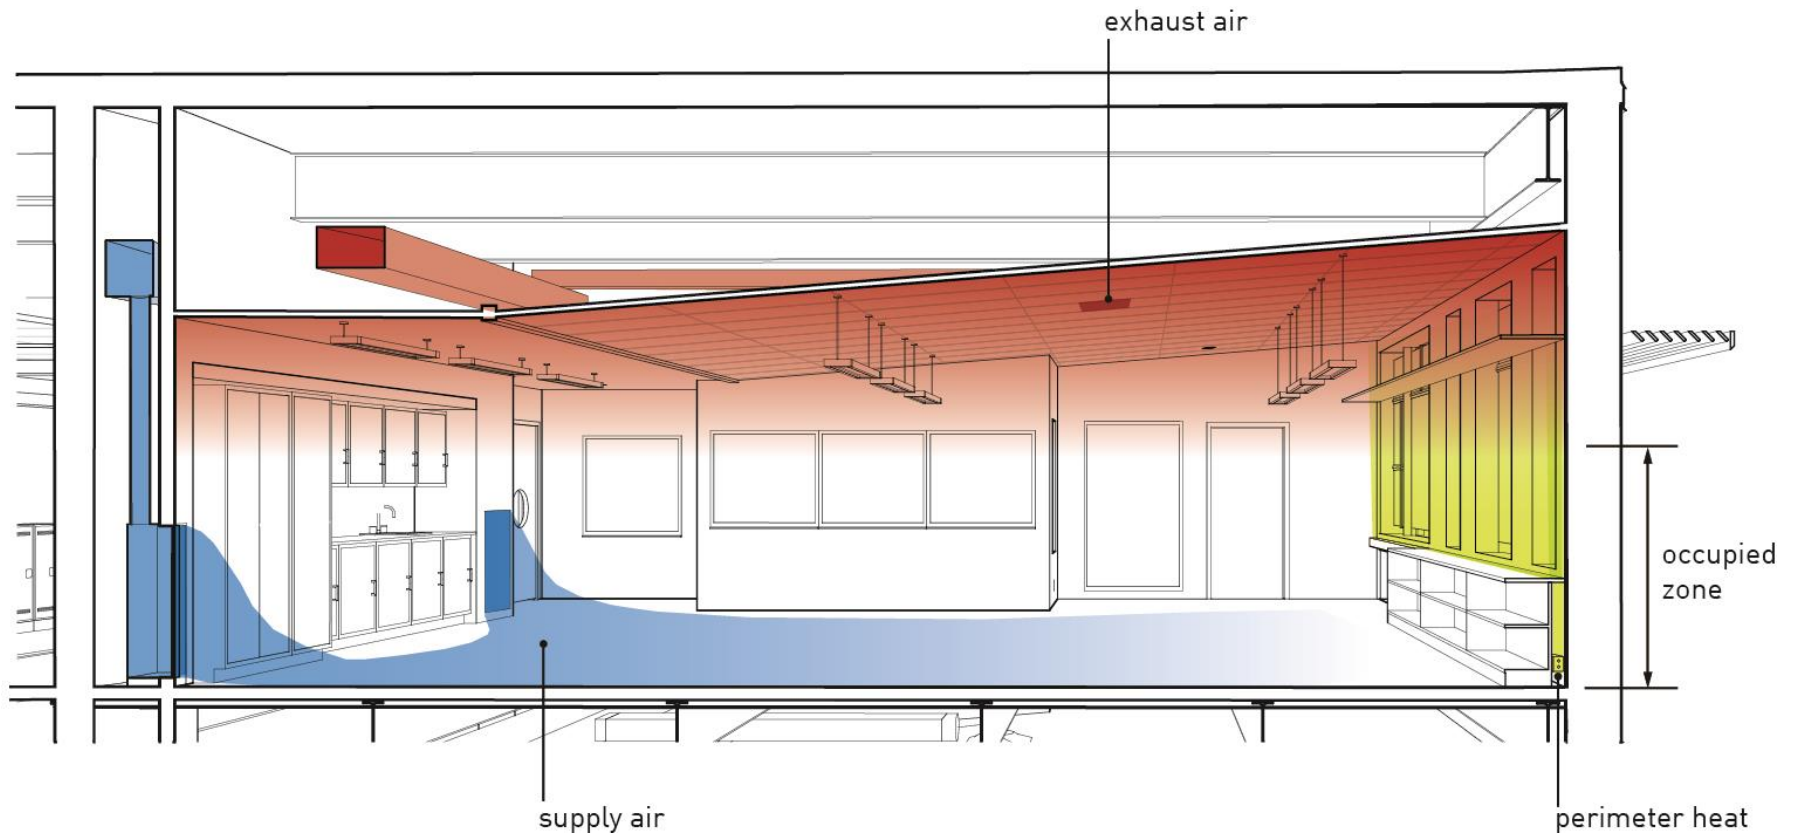 exhaust air
occupied
zone
supply air
perimeter heat